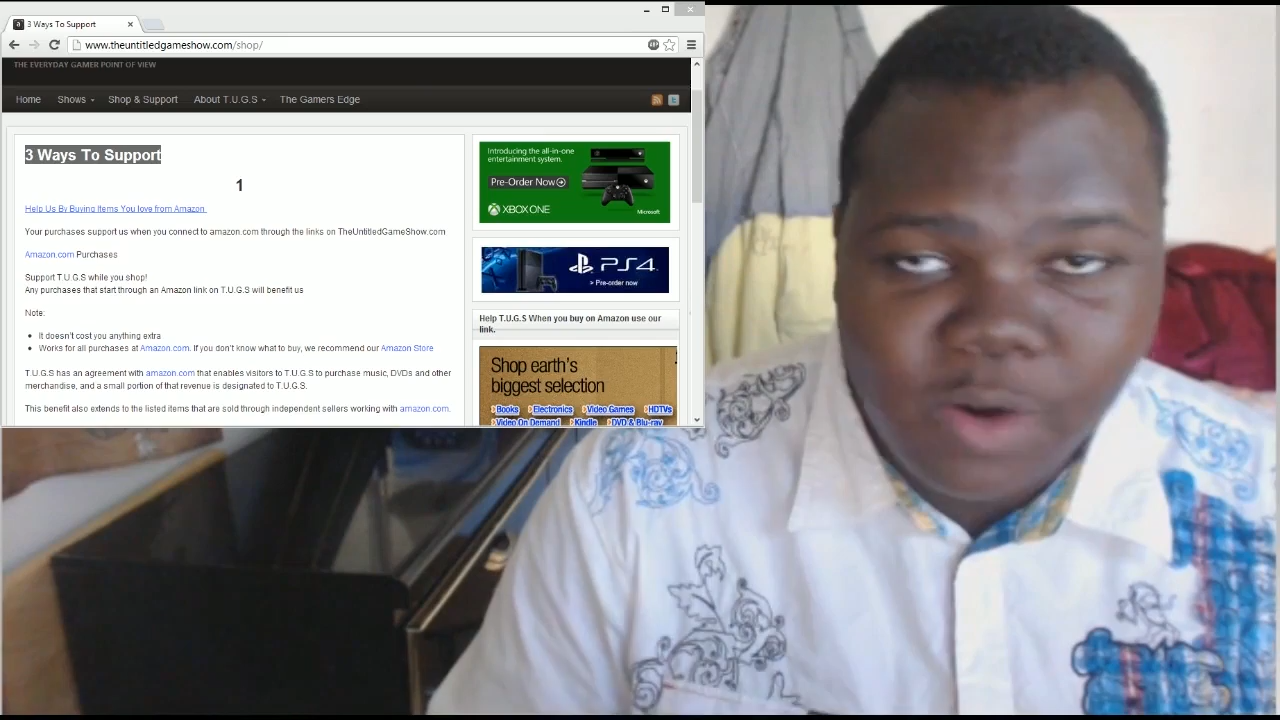 3 Ways To Support
www.theuntitledgameshow.com/shop/
THE EVERYDAY GAMER POINT OF VIEW
Home Shows Shop & Support About T.U.G.S The Gamers Edge
3 Ways To Support
1
Help Us By Buying Items You love from Amazon
Your purchases support us when you connect to amazon.com through the links on TheUntitledGameShow.com
Amazon.com Purchases
Support T.U.G.S while you shop!
Any purchases that start through an Amazon link on T.U.G.S will benefit us
Note:
It doesn't cost you anything extra
Works for all purchases at Amazon.com. If you don't know what to buy, we recommend our Amazon Store
T.U.G.S has an agreement with amazon.com that enables visitors to T.U.G.S to purchase music, DVDs and other
merchandise, and a small portion of that revenue is designated to T.U.G.S.
This benefit also extends to the listed items that are sold through independent sellers working with amazon.com.
Introducing the all-in-one
entertainment system.
Pre-Order Now
XBOX ONE
Microsoft
PS4
> Pre-order now
Help T.U.G.S When you buy on Amazon use our
link.
Shop earth's
biggest selection
Books Electronics Video Games HDTVs
Video On Demand Kindle DVD & Blu-ray